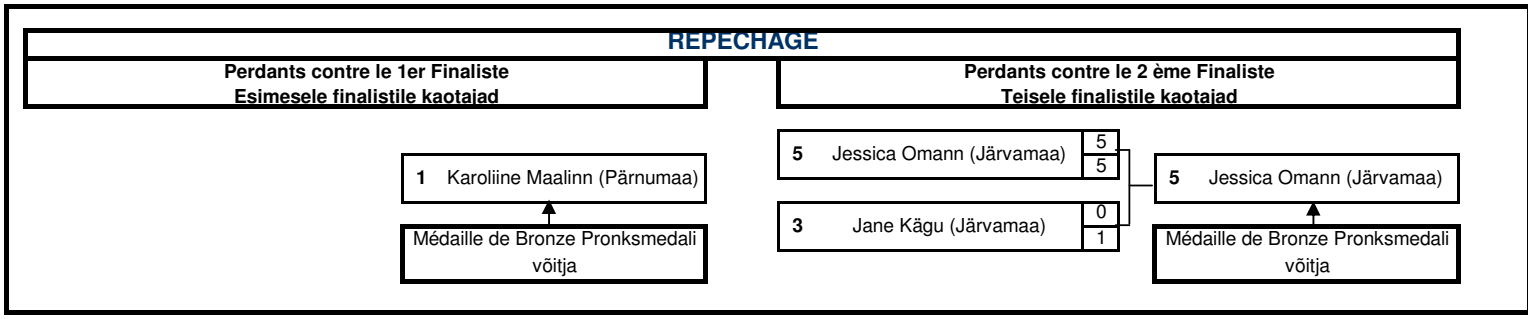 REPECHAGE
Perdants contre le 1er Finaliste
Esimesele finalistile kaotajad
Perdants contre le 2 ème Finaliste
Teisele finalistile kaotajad
1 Karoliine Maalinn (Pärnumaa)
Médaille de Bronze Pronksmedali
võitja
5 Jessica Omann (Järvamaa) 5
5
3 Jane Kägu (Järvamaa) 0
1
5 Jessica Omann (Järvamaa)
Médaille de Bronze Pronksmedali
võitja